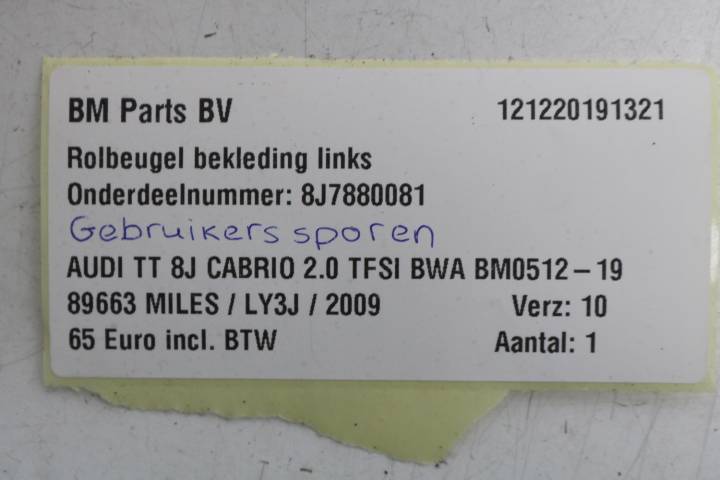 BM Parts BV 121220191321
Rolbeugel bekleding links
Onderdeelnummer: 8J7880081
Gebruikers sporen
AUDI TT 8J CABRIO 2.0 TFSI BWA BM0512-19
89663 MILES / LY3J / 2009 Verz: 10
65 Euro incl. BTW Aantal: 1